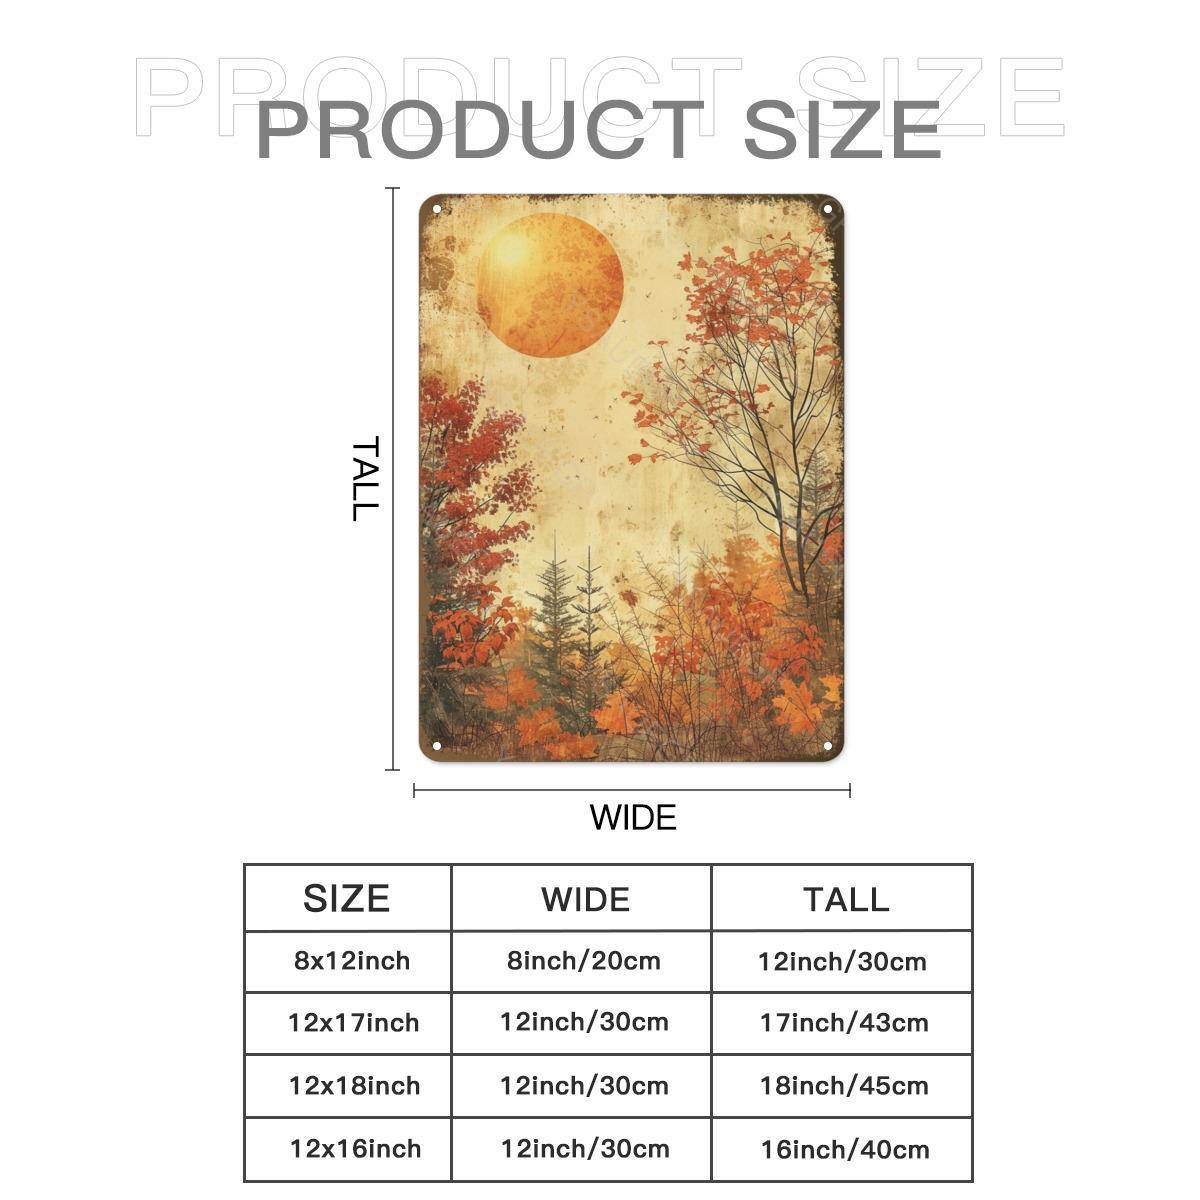 PRODUCT SIZE
PRODUCT SIZE
TALL
WIDE
SIZE WIDE TALL
8x12inch 8inch/20cm 12inch/30cm
12x17inch 12inch/30cm 17inch/43cm
12x18inch 12inch/30cm 18inch/45cm
12x16inch 12inch/30cm 16inch/40cm